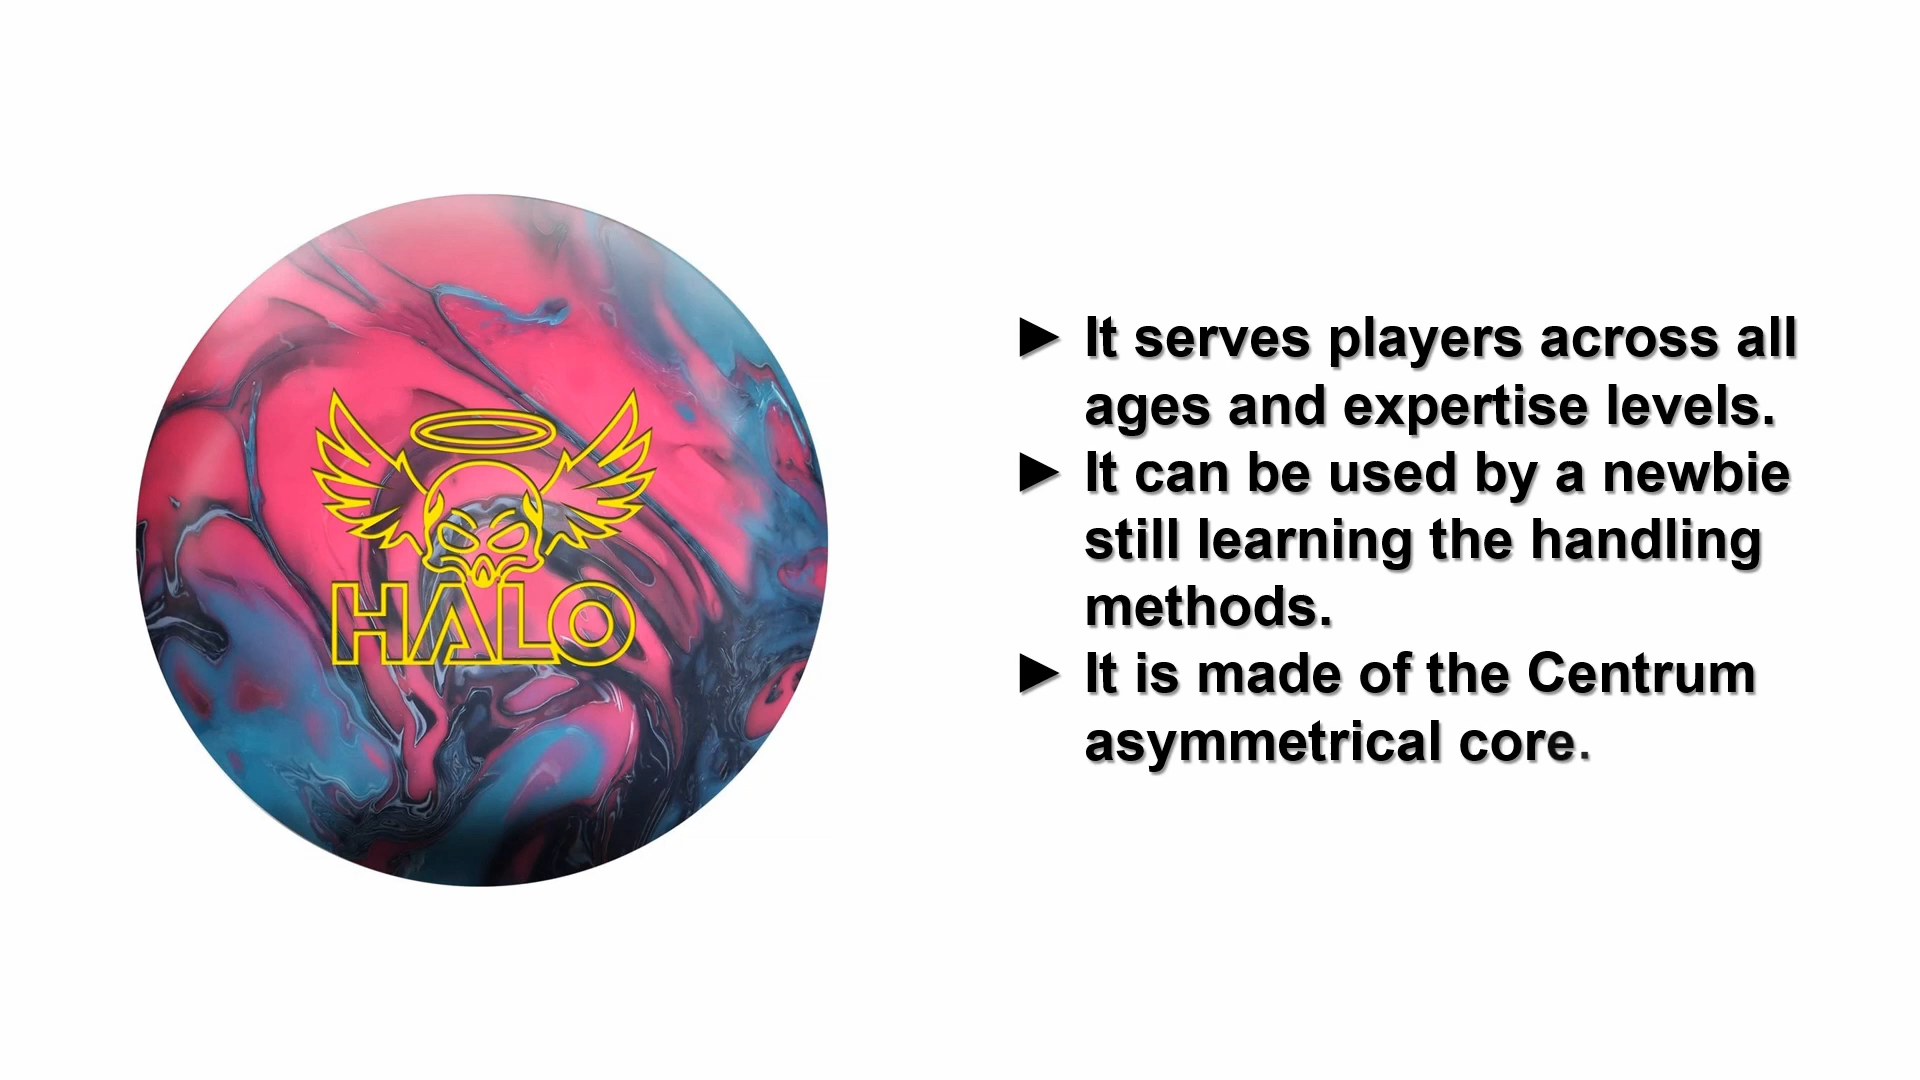 HALO
► It serves players across all
ages and expertise levels.
► It can be used by a newbie
still learning the handling
methods.
► It is made of the Centrum
asymmetrical core.